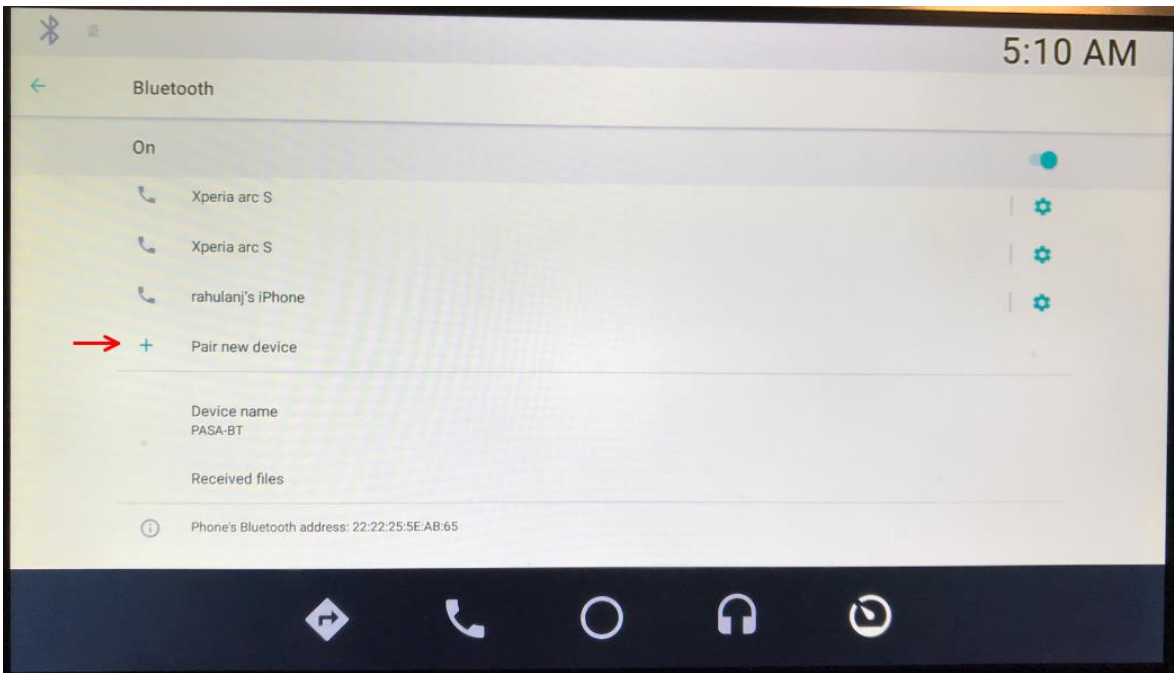 5:10 AM
Bluetooth
On
Xperia arc S
Xperia arc S
rahulanj's iPhone
Pair new device
Device name
PASA-BT
Received files
Phone's Bluetooth address: 22:22:25:5E:AB:65